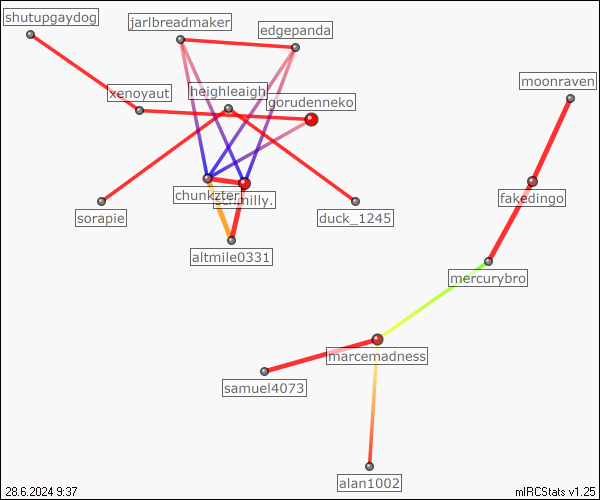 shutupgaydog
jarlbreadmaker
edgepanda
moonraven
heighleaigh
xenoyaut
gorudenneko
fakedingo
chunkzter
sorapie
duck_1245
altmile0331
mercurybro
marcemadness
samuel4073
alan1002
28.6.2024 9:37
mIRCStats v1.25